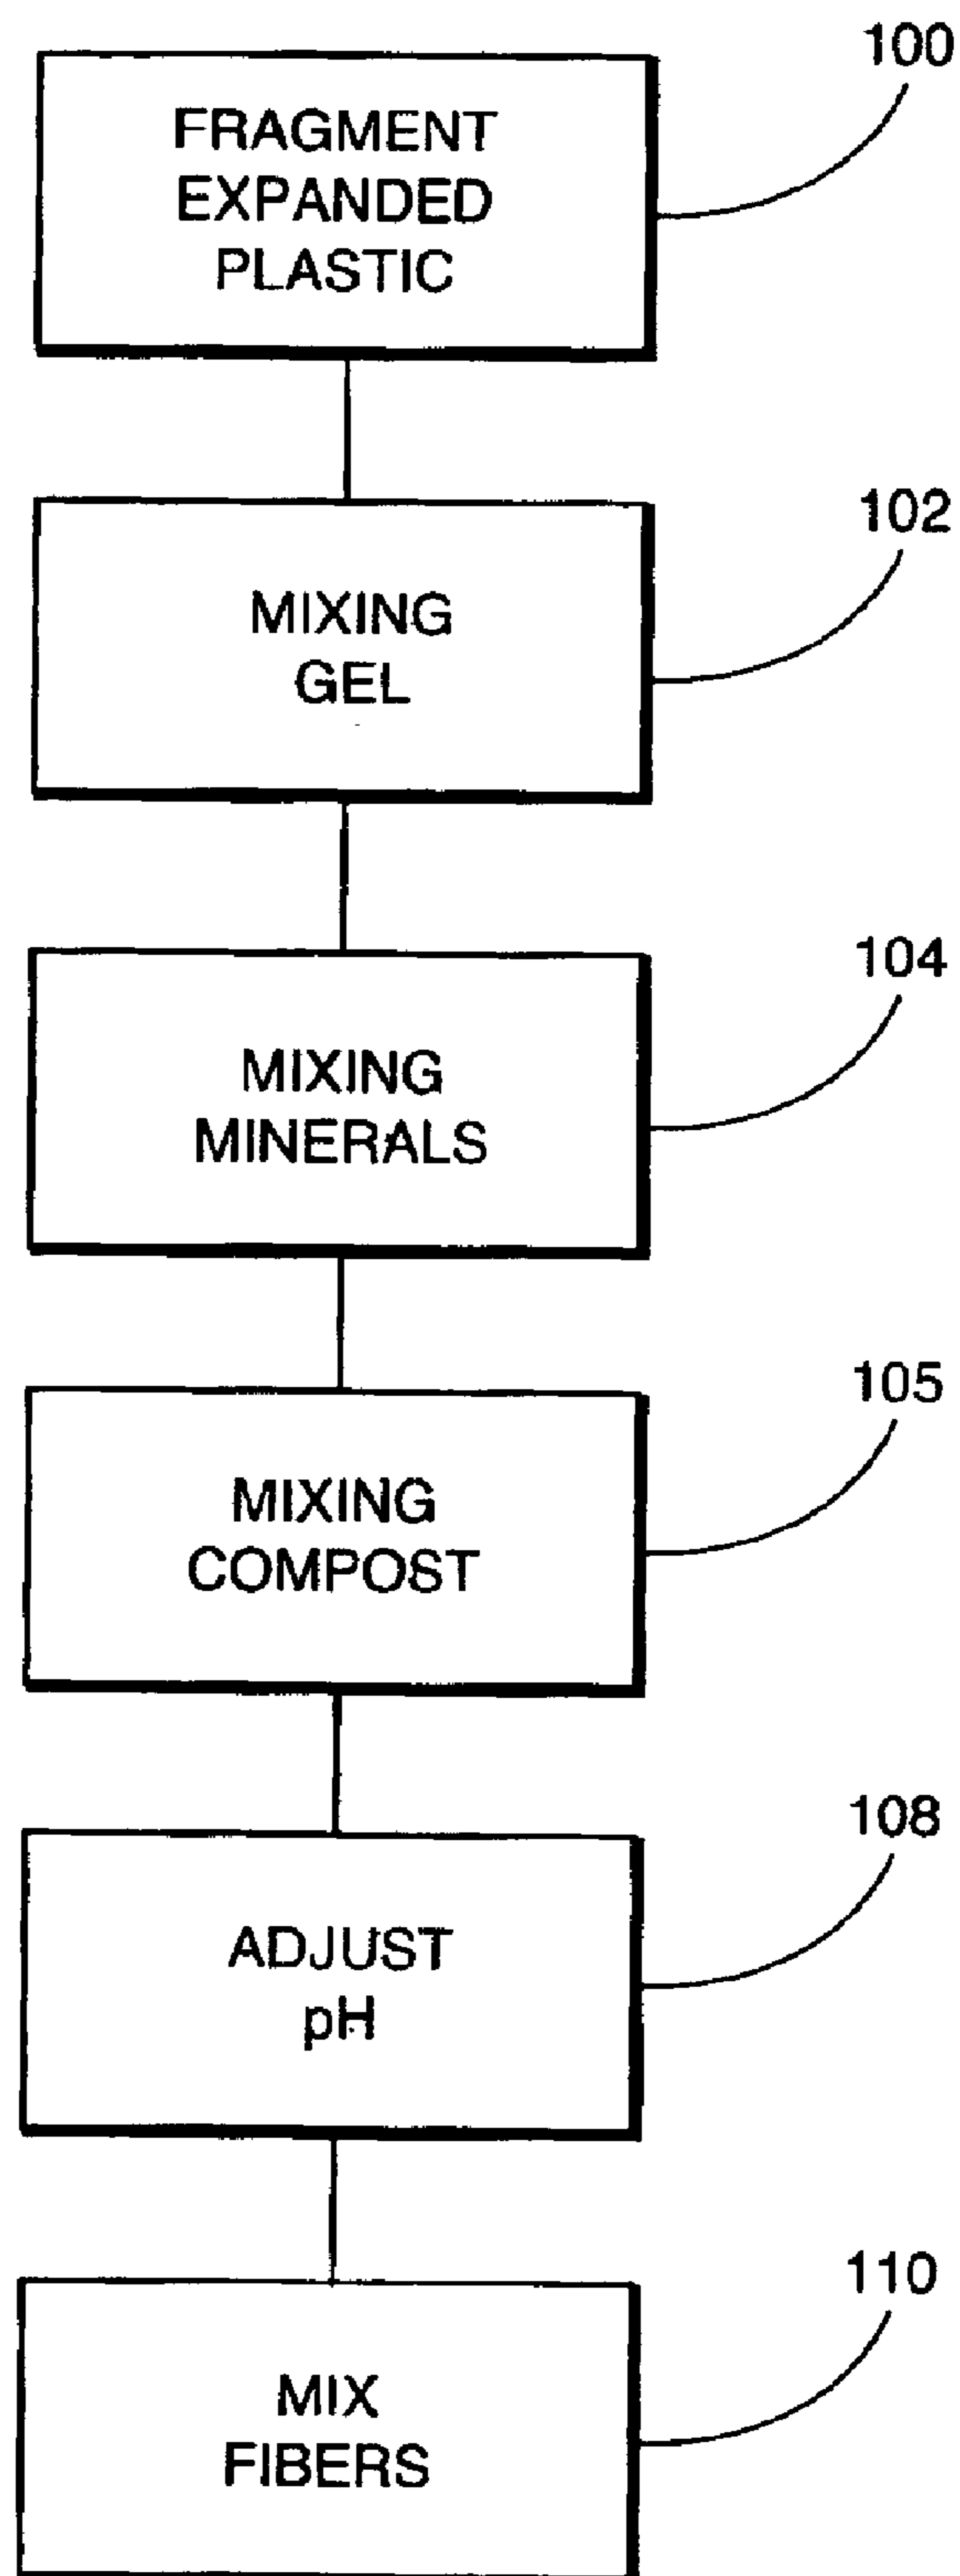 100
FRAGMENT
EXPANDED
PLASTIC
102
MIXING
GEL
104
MIXING
MINERALS
105
MIXING
COMPOST
108
ADJUST
pH
110
MIX
FIBERS